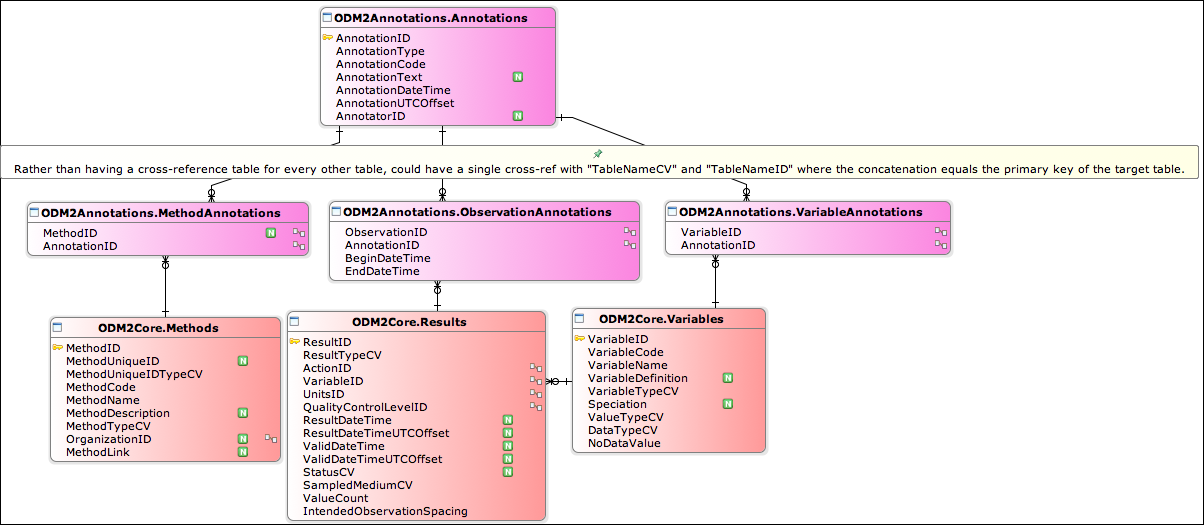 ODM2Annotations.Annotations
AnnotationID
AnnotationType
AnnotationCode
AnnotationText N
AnnotationDateTime
AnnotationUTCOffset
AnnotatorID N
Rather than having a cross-reference table for every other table, could have a single cross-ref with "TableNameCV" and "TableNameID" where the concatenation equals the primary key of the target table.
ODM2Annotations.MethodAnnotations
MethodID N
AnnotationID
ODM2Annotations.ObservationAnnotations
ObservationID
AnnotationID
BeginDateTime
EndDateTime
ODM2Annotations.VariableAnnotations
VariableID
AnnotationID
ODM2Core.Methods
MethodID
MethodUniqueID N
MethodUniqueIDTypeCV
MethodCode
MethodName
MethodDescription N
MethodTypeCV
OrganizationID N
MethodLink N
ODM2Core.Results
ResultID
ResultTypeCV
ActionID
VariableID
UnitsID
QualityControlLevelID
ResultDateTime N
ResultDateTimeUTCOffset N
ValidDateTime N
ValidDateTimeUTCOffset N
StatusCV N
SampledMediumCV
ValueCount
IntendedObservationSpacing
ODM2Core.Variables
VariableID
VariableCode
VariableName
VariableDefinition N
VariableTypeCV
Speciation N
ValueTypeCV
DataTypeCV
NoDataValue